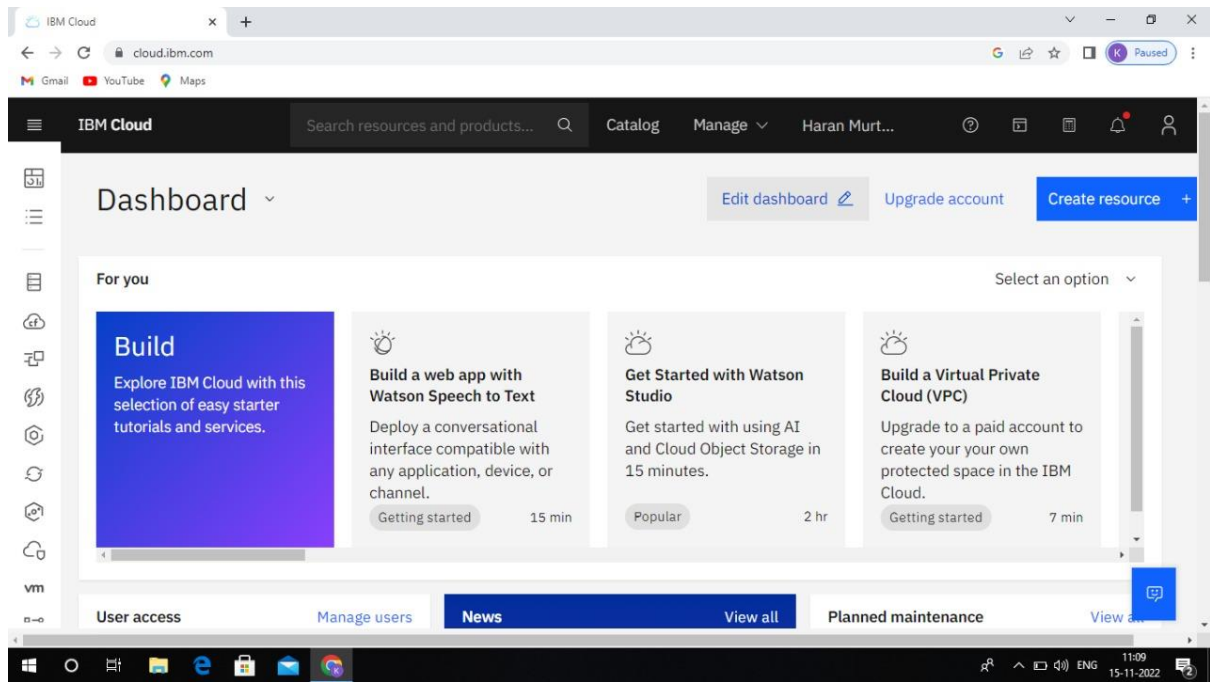 IBM Cloud
cloud.ibm.com
G
K Paused
Gmail YouTube Maps
IBM Cloud Search resources and products... Catalog Manage Haran Murt...
Dashboard Edit dashboard Upgrade account Create resource +
For you Select an option
Build
Explore IBM Cloud with this
selection of easy starter
tutorials and services.
Build a web app with
Watson Speech to Text
Deploy a conversational
interface compatible with
any application, device, or
channel.
Getting started 15 min
Get Started with Watson
Studio
Get started with using AI
and Cloud Object Storage in
15 minutes.
Popular 2 hr
Build a Virtual Private
Cloud (VPC)
Upgrade to a paid account to
create your your own
protected space in the IBM
Cloud.
Getting started 7 min
cf
vm
User access Manage users
News View all
Planned maintenance View a
ENG 11:09
15-11-2022
2